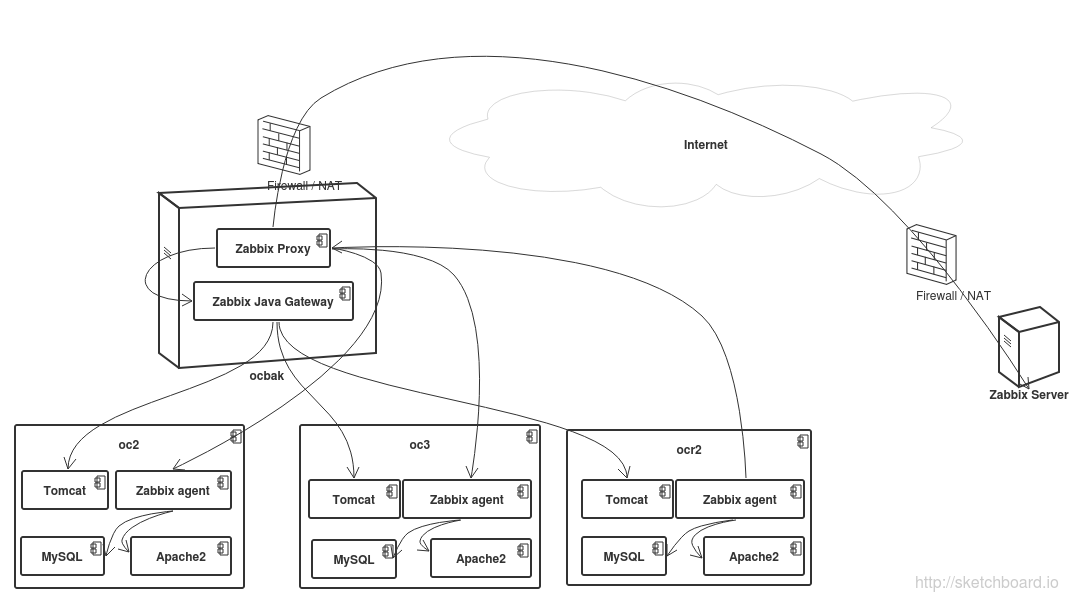 Internet
Firewall / NAT
Zabbix Proxy
Zabbix Java Gateway
Firewall / NAT
ocbak
Zabbix Server
oc2
Tomcat
Zabbix agent
MySQL
Apache2
oc3
Tomcat
Zabbix agent
MySQL
Apache2
ocr2
Tomcat
Zabbix agent
MySQL
Apache2
http://sketchboard.io